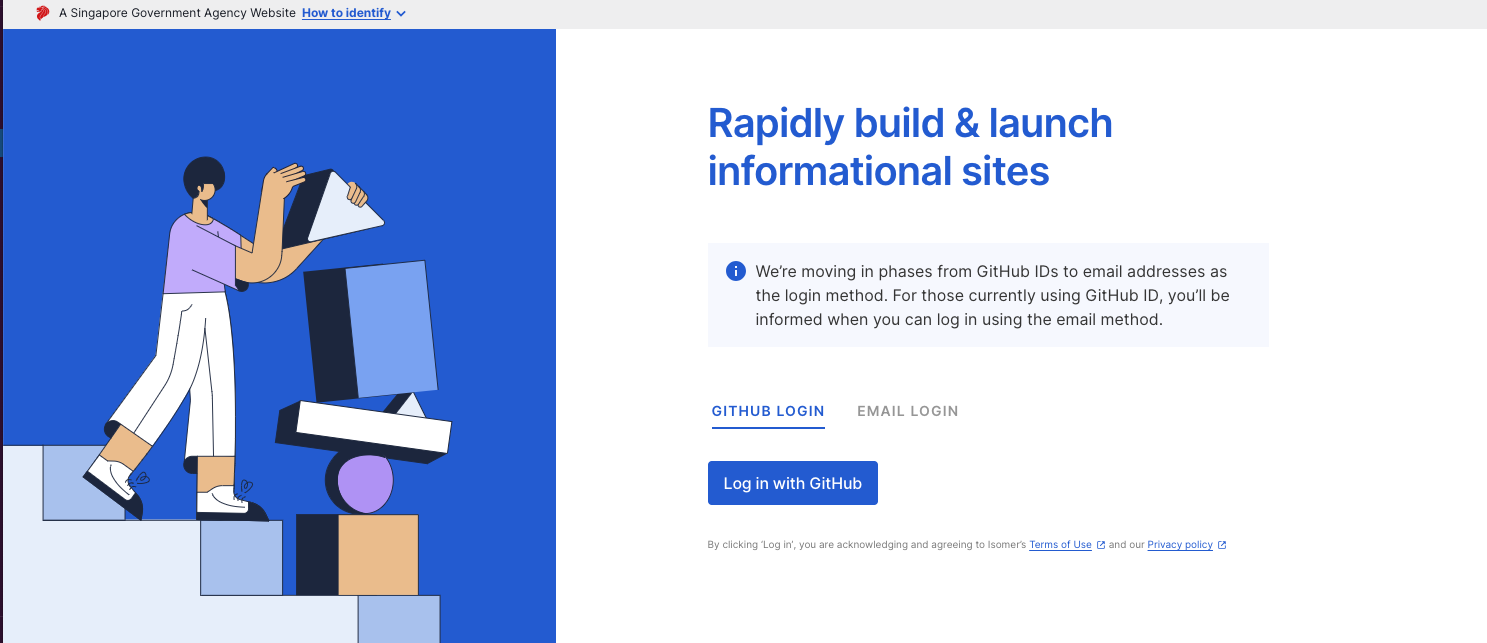 A Singapore Government Agency Website How to identify
Rapidly build & launch
informational sites
We’re moving in phases from GitHub IDs to email addresses as
the login method. For those currently using GitHub ID, you’ll be
informed when you can log in using the email method.
GITHUB LOGIN EMAIL LOGIN
Log in with GitHub
By clicking ‘Log in’, you are acknowledging and agreeing to Isomer’s Terms of Use and our Privacy policy